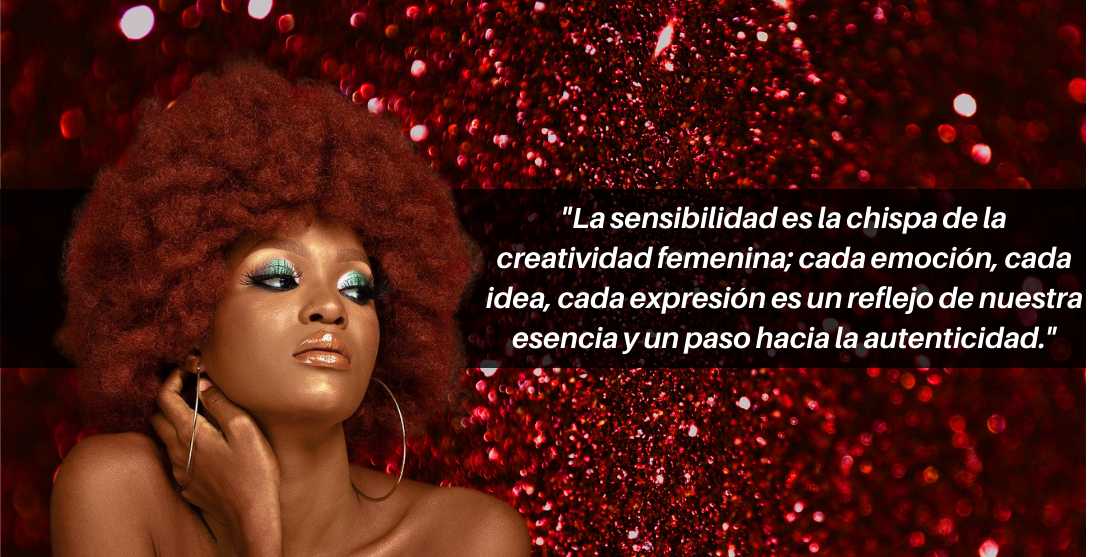 "La sensibilidad es la chispa de la
creatividad femenina; cada emoción, cada
idea, cada expresión es un reflejo de nuestra
esencia y un paso hacia la autenticidad."